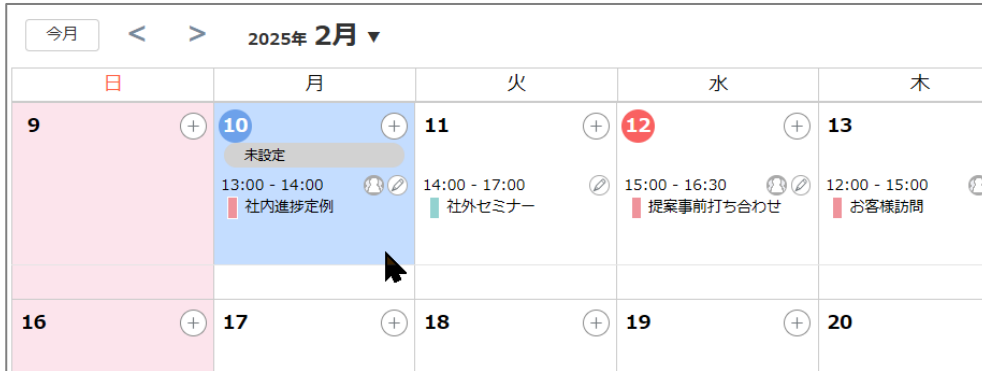 今月 < > 2025年 2月 ▼
日 月 火 水 木
9 + 10 + 11 + 12 + 13
未設定
13:00 - 14:00 14:00 - 17:00 15:00 - 16:30 12:00 - 15:00
社内進捗定例 社外セミナー 提案事前打ち合わせ お客様訪問
16 + 17 + 18 + 19 + 20